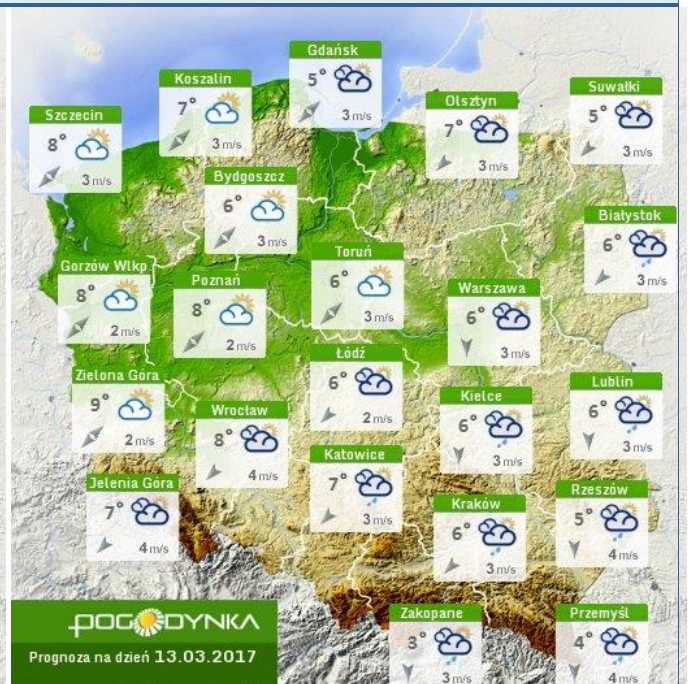 Gdańsk
5°
3 m/s
Koszalin
7°
3 m/s
Suwałki
5°
3 m/s
Olsztyn
7°
3 m/s
Szczecin
8°
3 m/s
Bydgoszcz
6°
3 m/s
Białystok
6°
3 m/s
Toruń
6°
3 m/s
Gorzów Wlkp.
8°
2 m/s
Poznań
8°
2 m/s
Warszawa
6°
3 m/s
Łódź
6°
2 m/s
Zielona Góra
9°
2 m/s
Lublin
6°
3 m/s
Kielce
6°
3 m/s
Wrocław
8°
4 m/s
Katowice
7°
3 m/s
Jelenia Góra
7°
4 m/s
Rzeszów
5°
4 m/s
Kraków
6°
3 m/s
Zakopane
3°
3 m/s
Przemyśl
4°
4 m/s
POGODYNKA
Prognoza na dzień 13.03.2017